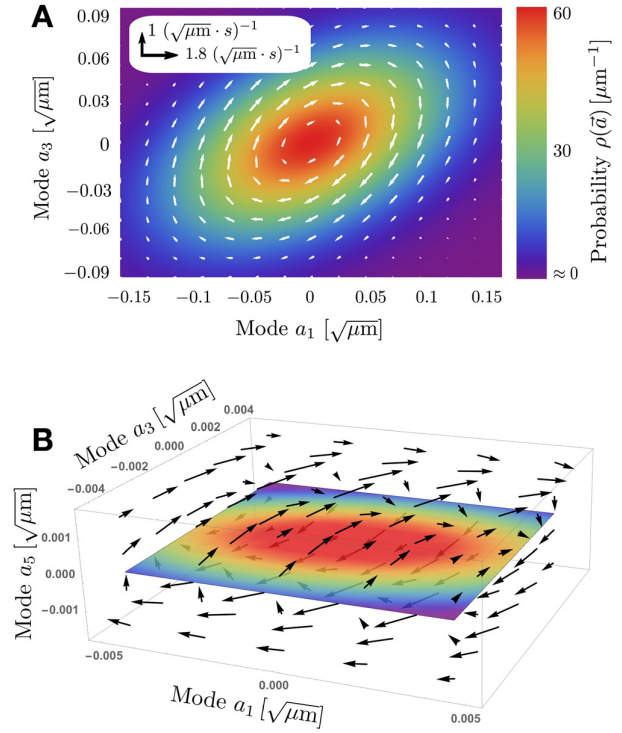 A
0.09
0.06
0.03
0
−0.03
−0.06
−0.09
Mode a₁ [√μm]
Mode a₃ [√μm]
1 (√μm · s)⁻¹
1.8 (√μm · s)⁻¹
−0.15 −0.1 −0.05 0 0.05 0.1 0.15
60
30
≈ 0
Probability ρ(a⃗) [μm⁻¹]
B
Mode a₃ [√μm]
0.004
0.002
0.000
−0.002
−0.004
0.004
Mode a₅ [√μm]
0.001
0.000
−0.001
−0.005
0.000
0.005
Mode a₁ [√μm]